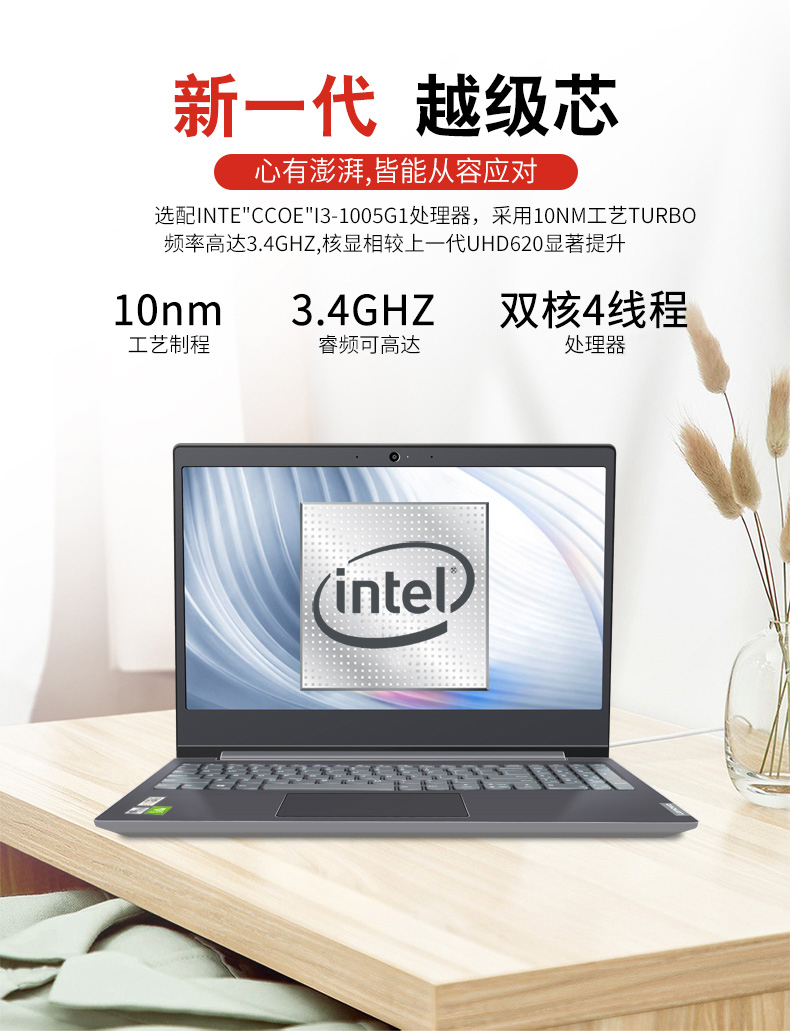 新一代 越级芯
心有澎湃,皆能从容应对
选配INTE"CCOE"I3-1005G1处理器，采用10NM工艺TURBO
频率高达3.4GHZ,核显相较上一代UHD620显著提升
10nm 3.4GHZ 双核4线程
工艺制程 睿频可高达 处理器
intel®